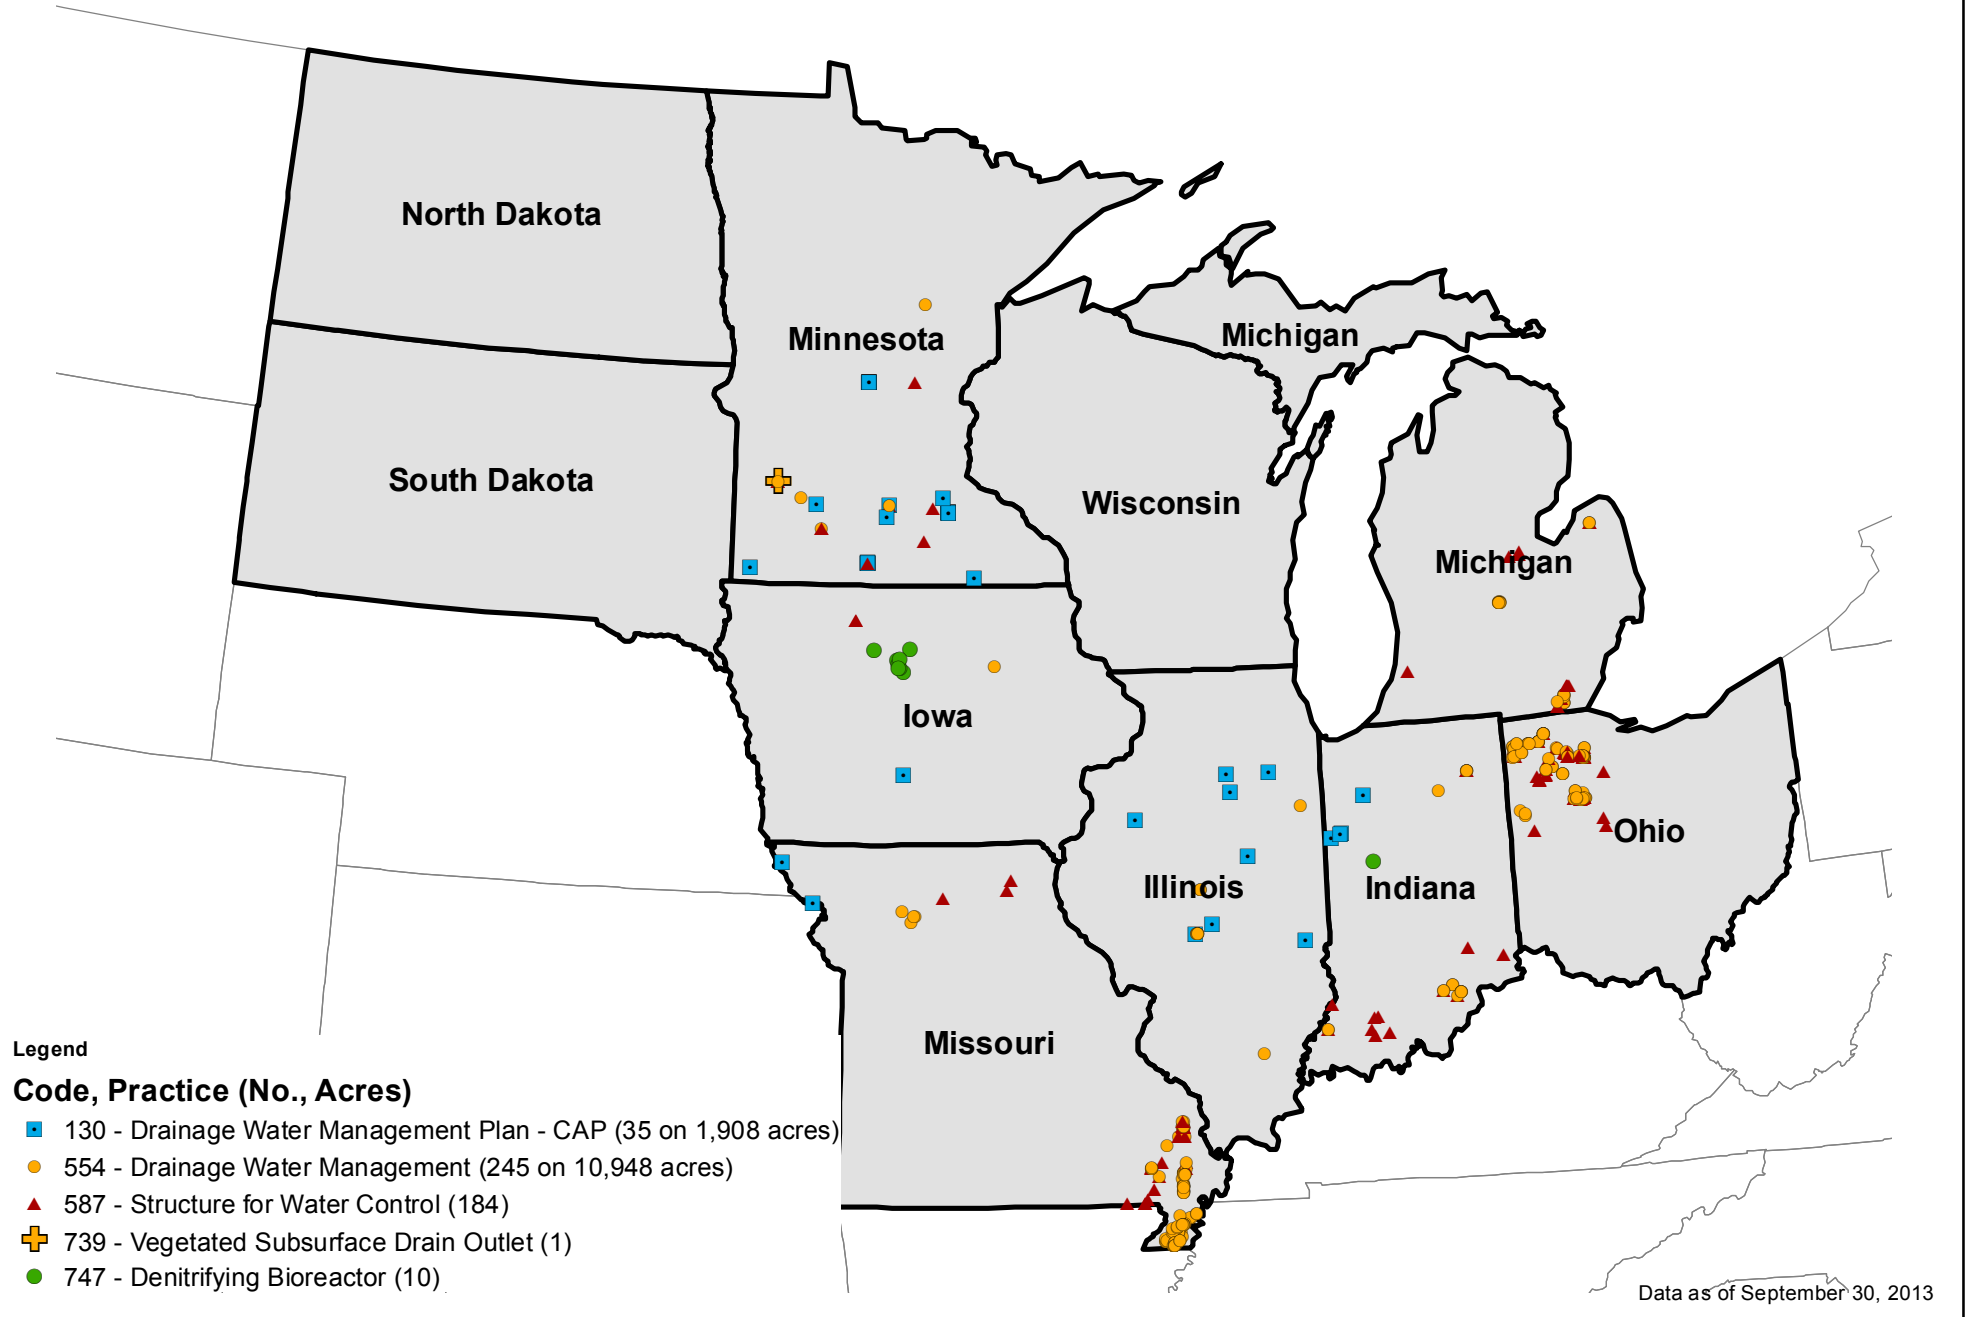 North Dakota
Minnesota
Michigan
South Dakota
Wisconsin
Michigan
Iowa
Ohio
Illinois
Indiana
Missouri
Legend
Code, Practice (No., Acres)
130 - Drainage Water Management Plan - CAP (35 on 1,908 acres)
554 - Drainage Water Management (245 on 10,948 acres)
587 - Structure for Water Control (184)
739 - Vegetated Subsurface Drain Outlet (1)
747 - Denitrifying Bioreactor (10)
Data as of September 30, 2013